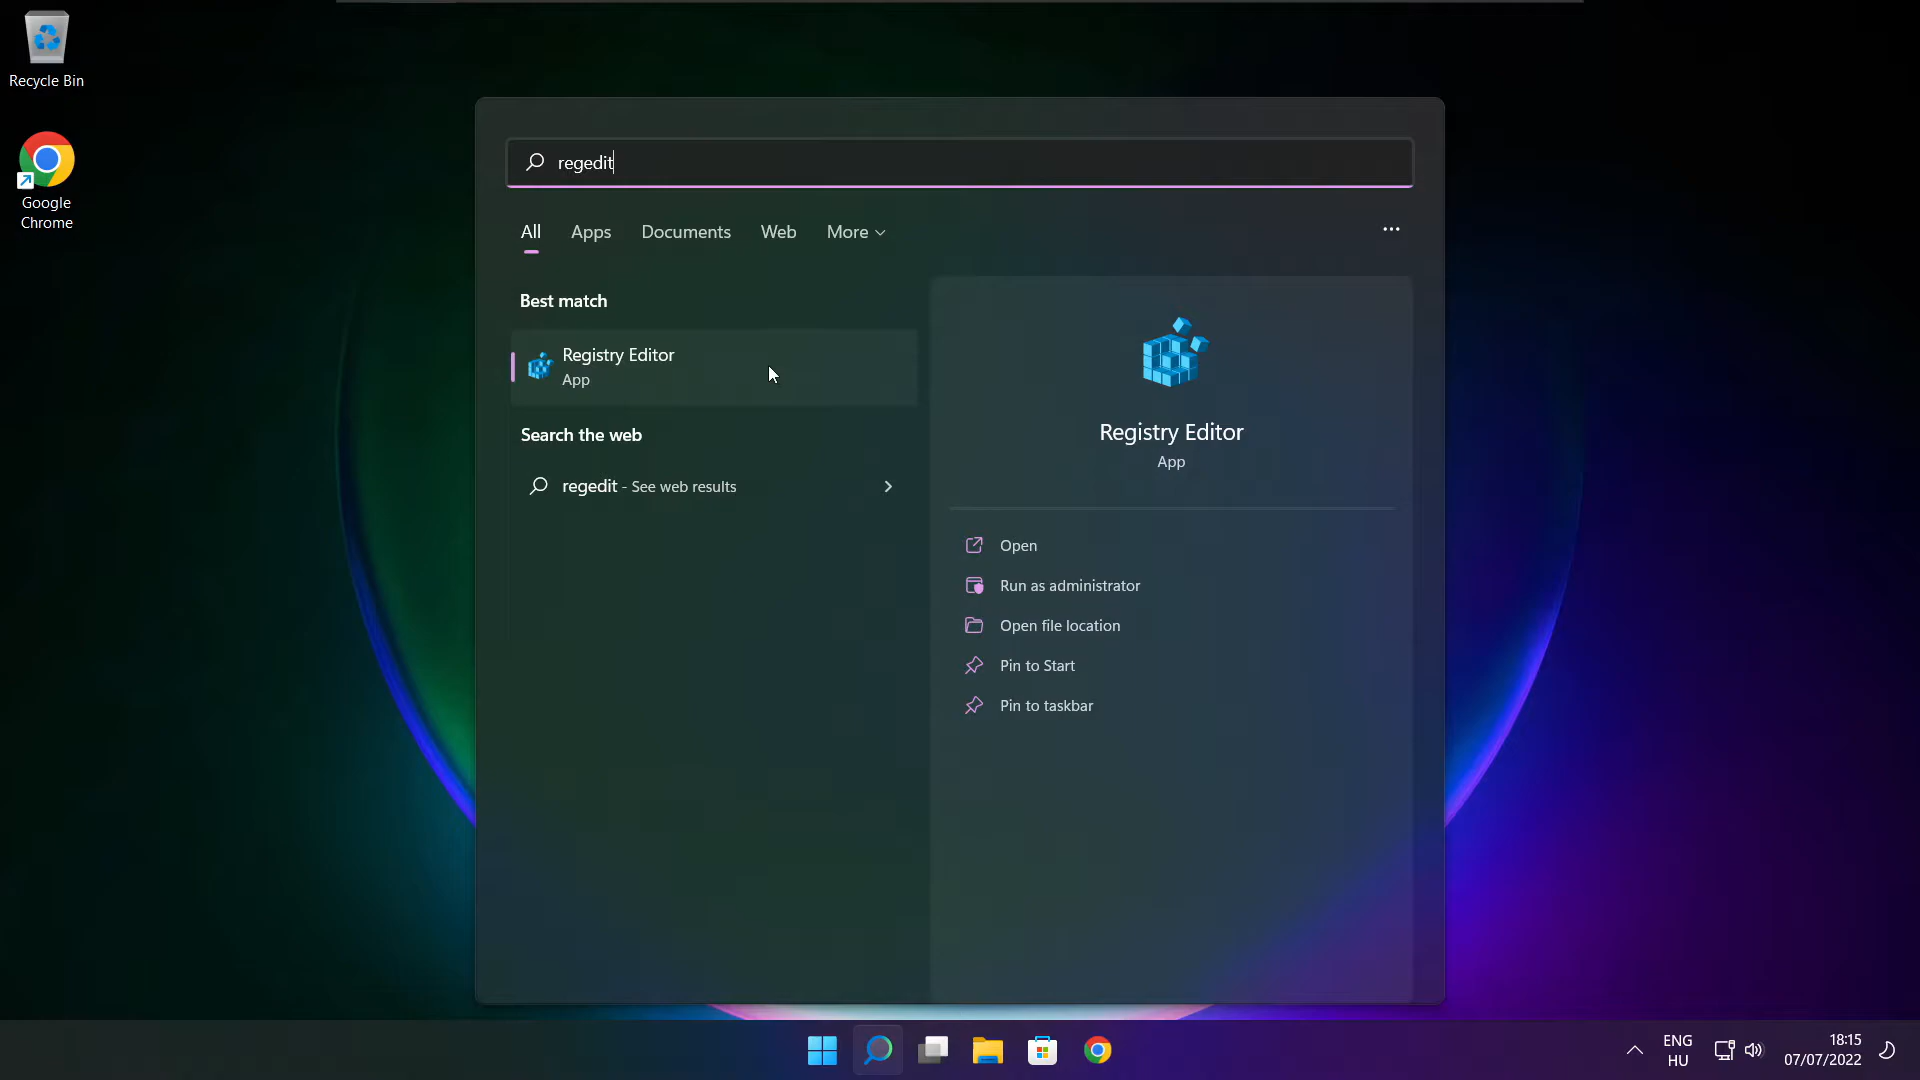 Recycle Bin
Google
Chrome
regedit
All Apps Documents Web More
Best match
Registry Editor
App
Search the web
regedit - See web results
Registry Editor
App
Open
Run as administrator
Open file location
Pin to Start
Pin to taskbar
ENG
HU
18:15
07/07/2022